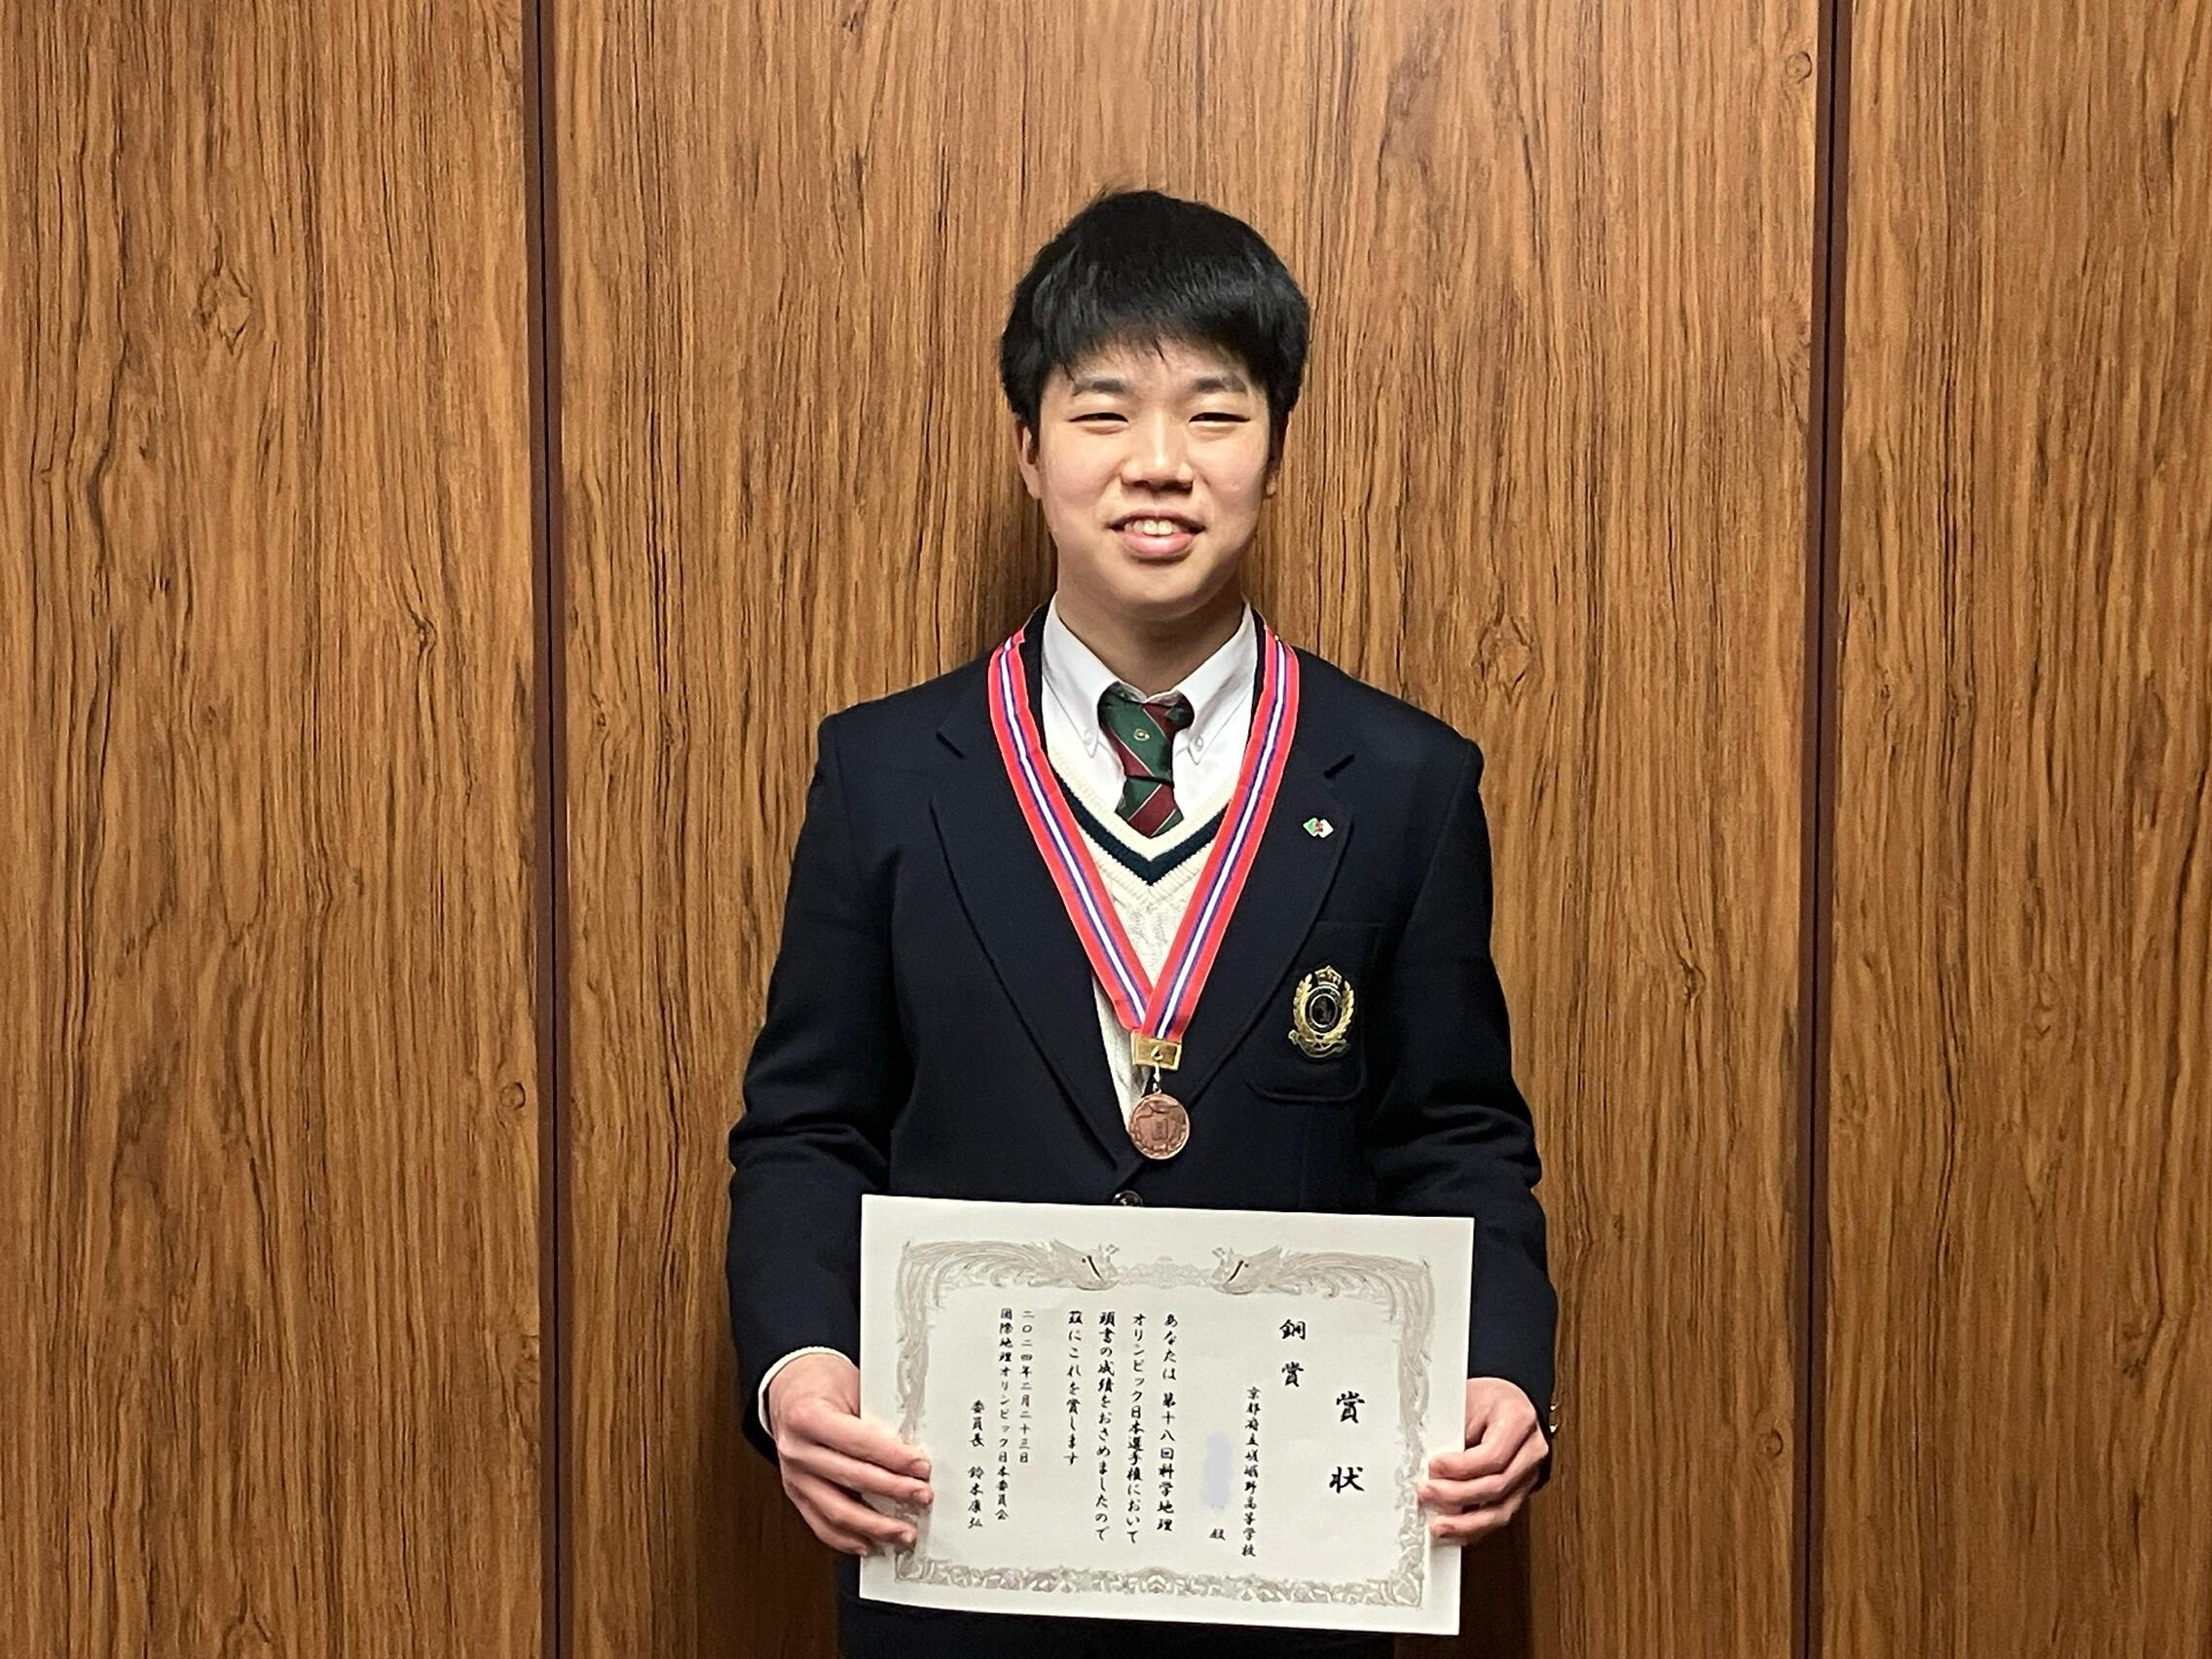 賞状
銅賞
京都府立嵯峨野高等学校
殿
あなたは第十八回科学地理
オリンピック日本選手権において
頭書の成績をおさめましたので
茲にこれを賞します
二〇二四年二月二十三日
国際地理オリンピック日本委員会
委員長 鈴木康弘